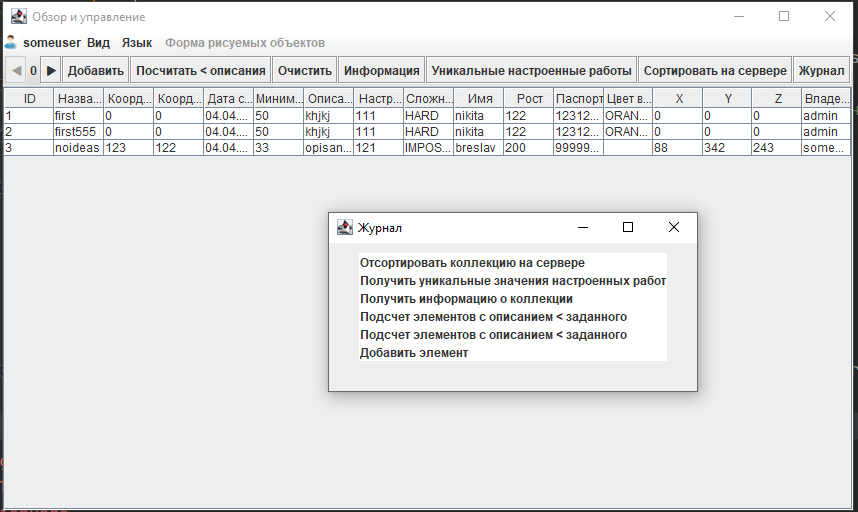 Обзор и управление
someuser Вид Язык Форма рисуемых объектов
◀ 0 ▶ Добавить Посчитать < описания Очистить Информация Уникальные настроенные работы Сортировать на сервере Журнал
ID Назва... Коорд... Коорд... Дата с... Миним... Описа... Настр... Сложн... Имя Рост Паспорт Цвет в... X Y Z Владе...
1 first 0 0 04.04.... 50 khjkj 111 HARD nikita 122 12312... ORAN... 0 0 0 admin
2 first555 0 0 04.04.... 50 khjkj 111 HARD nikita 122 12312... ORAN... 0 0 0 admin
3 noideas 123 122 04.04.... 33 opisan... 121 IMPOS... breslav 200 99999... 88 342 243 some...
Журнал
Отсортировать коллекцию на сервере
Получить уникальные значения настроенных работ
Получить информацию о коллекции
Подсчет элементов с описанием < заданного
Подсчет элементов с описанием < заданного
Добавить элемент